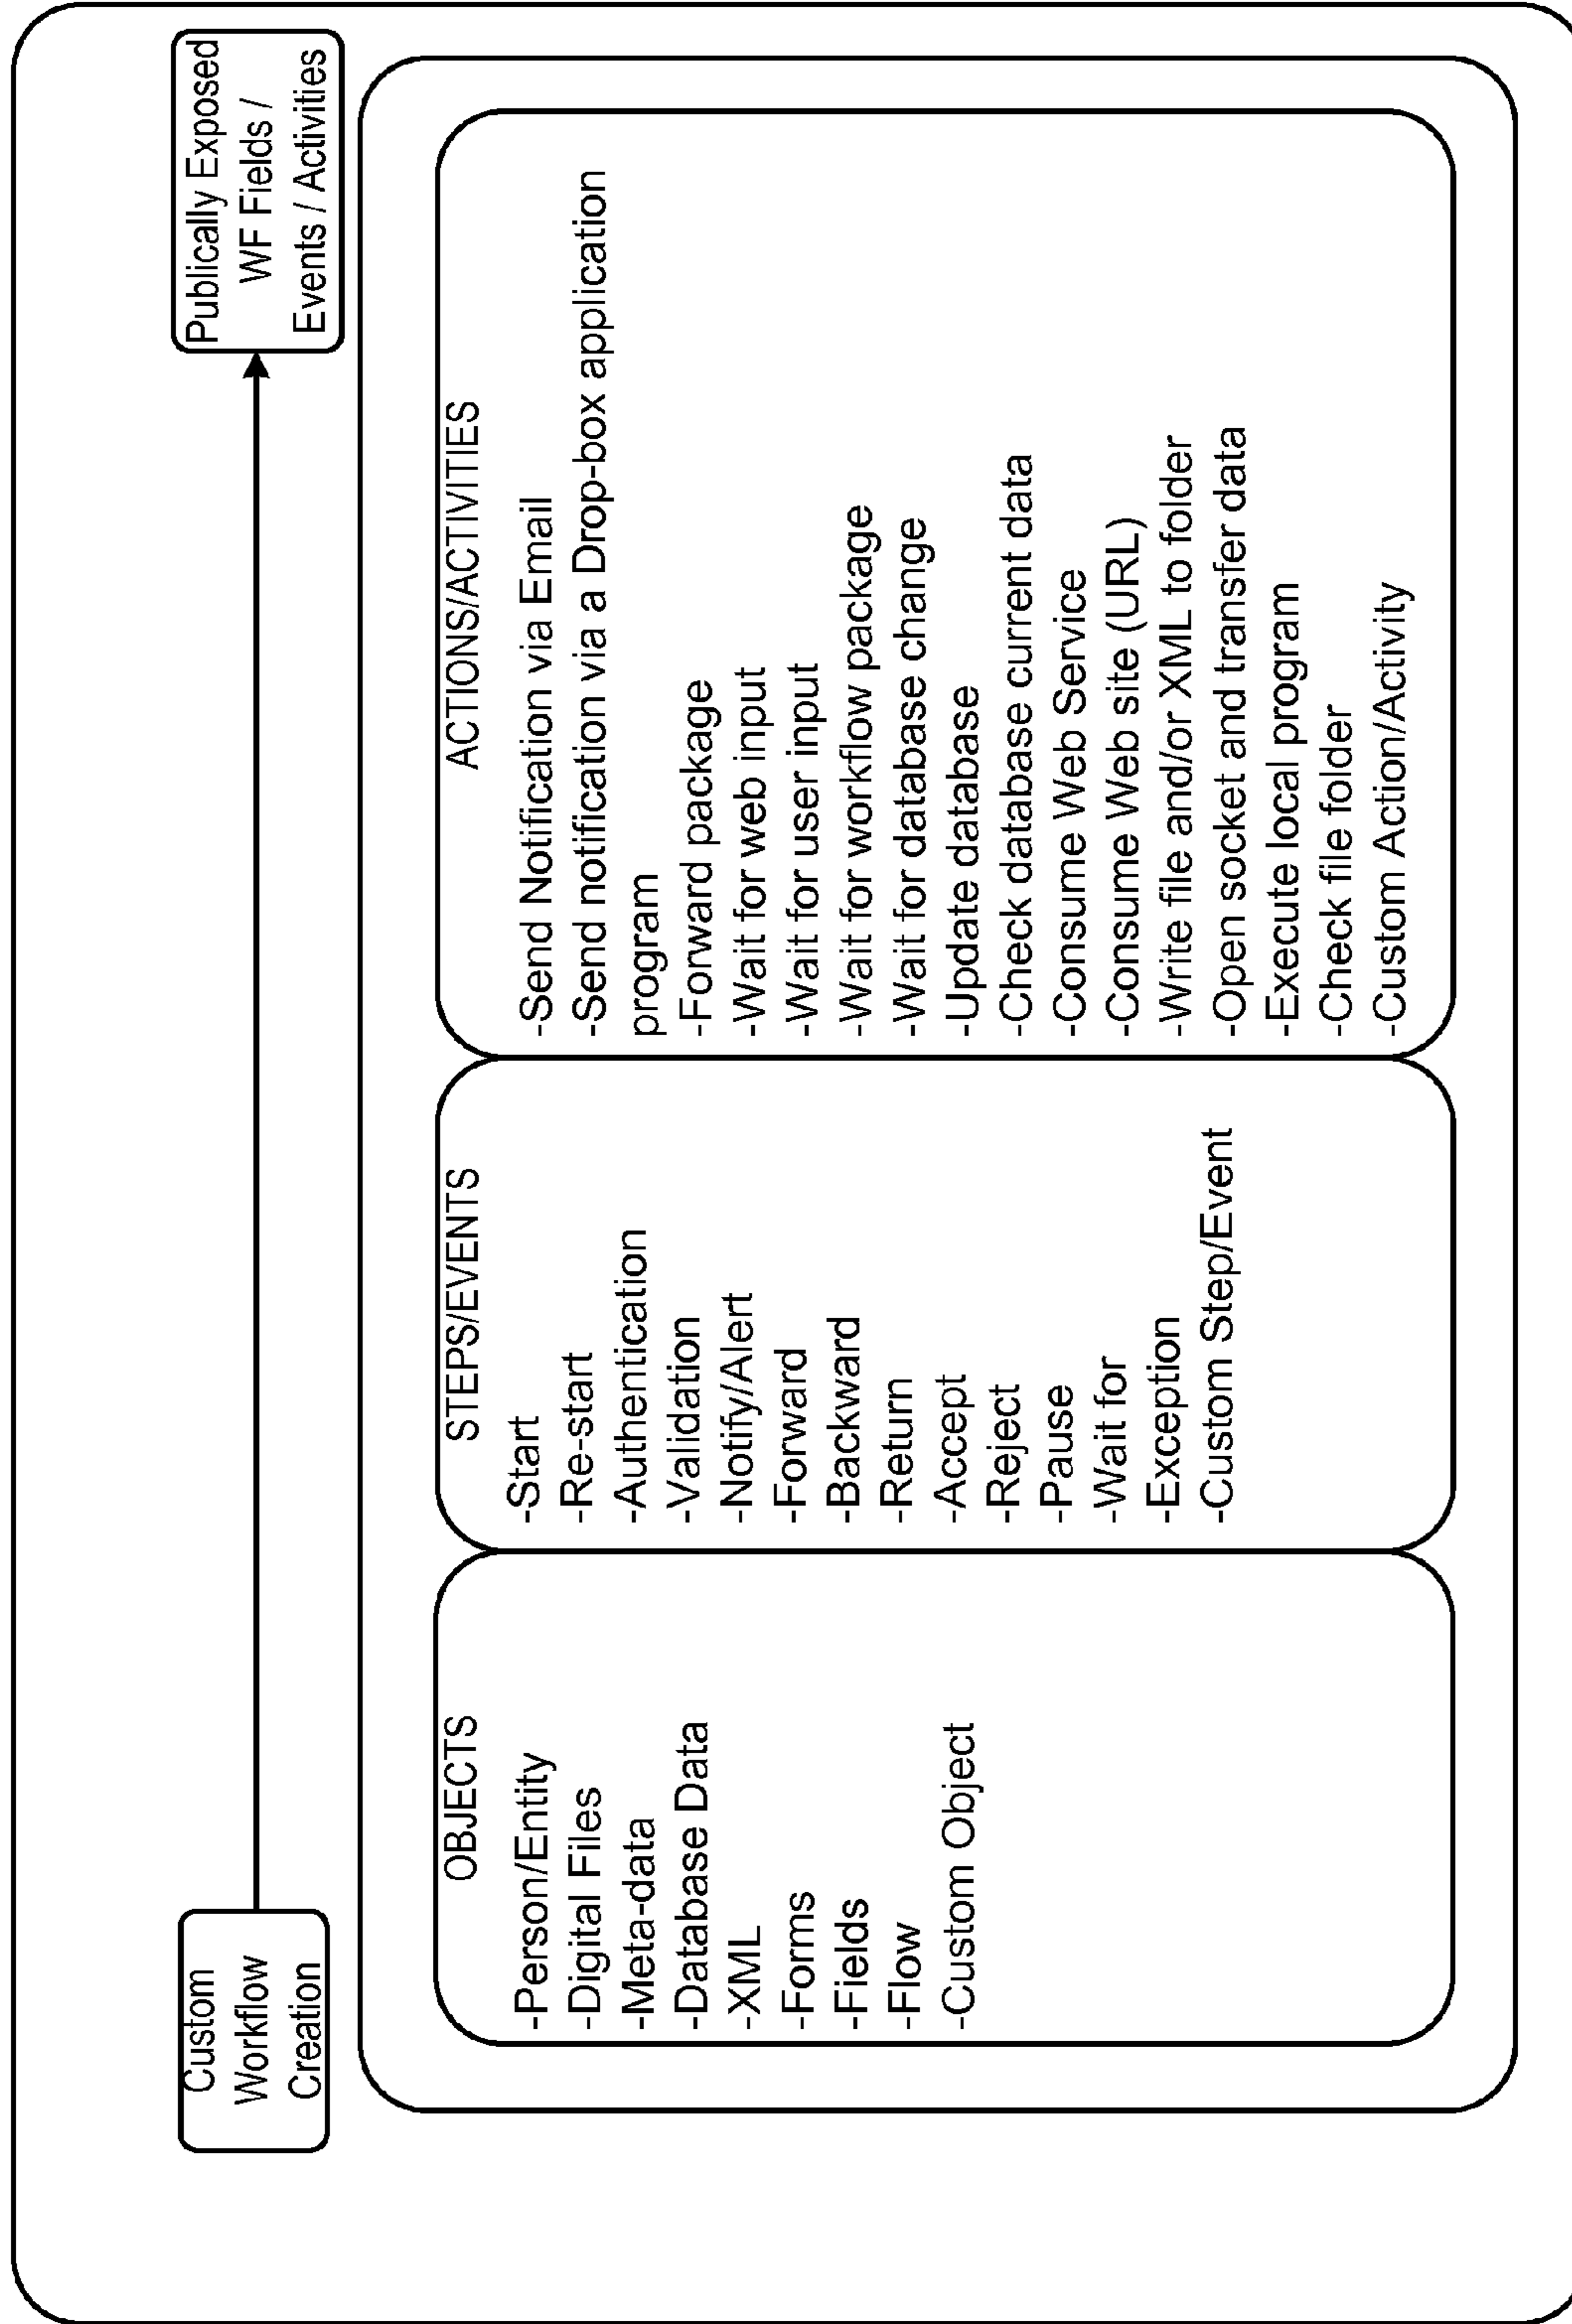 Custom
Workflow
Creation
Publically Exposed
WF Fields /
Events / Activities
OBJECTS
-Person/Entity
-Digital Files
-Meta-data
-Database Data
-XML
-Forms
-Fields
-Flow
-Custom Object
STEPS/EVENTS
-Start
-Re-start
-Authentication
-Validation
-Notify/Alert
-Forward
-Backward
-Return
-Accept
-Reject
-Pause
-Wait for
-Exception
-Custom Step/Event
ACTIONS/ACTIVITIES
-Send Notification via Email
-Send notification via a Drop-box application
program
-Forward package
-Wait for web input
-Wait for user input
-Wait for workflow package
-Wait for database change
-Update database
-Check database current data
-Consume Web Service
-Consume Web site (URL)
-Write file and/or XML to folder
-Open socket and transfer data
-Execute local program
-Check file folder
-Custom Action/Activity